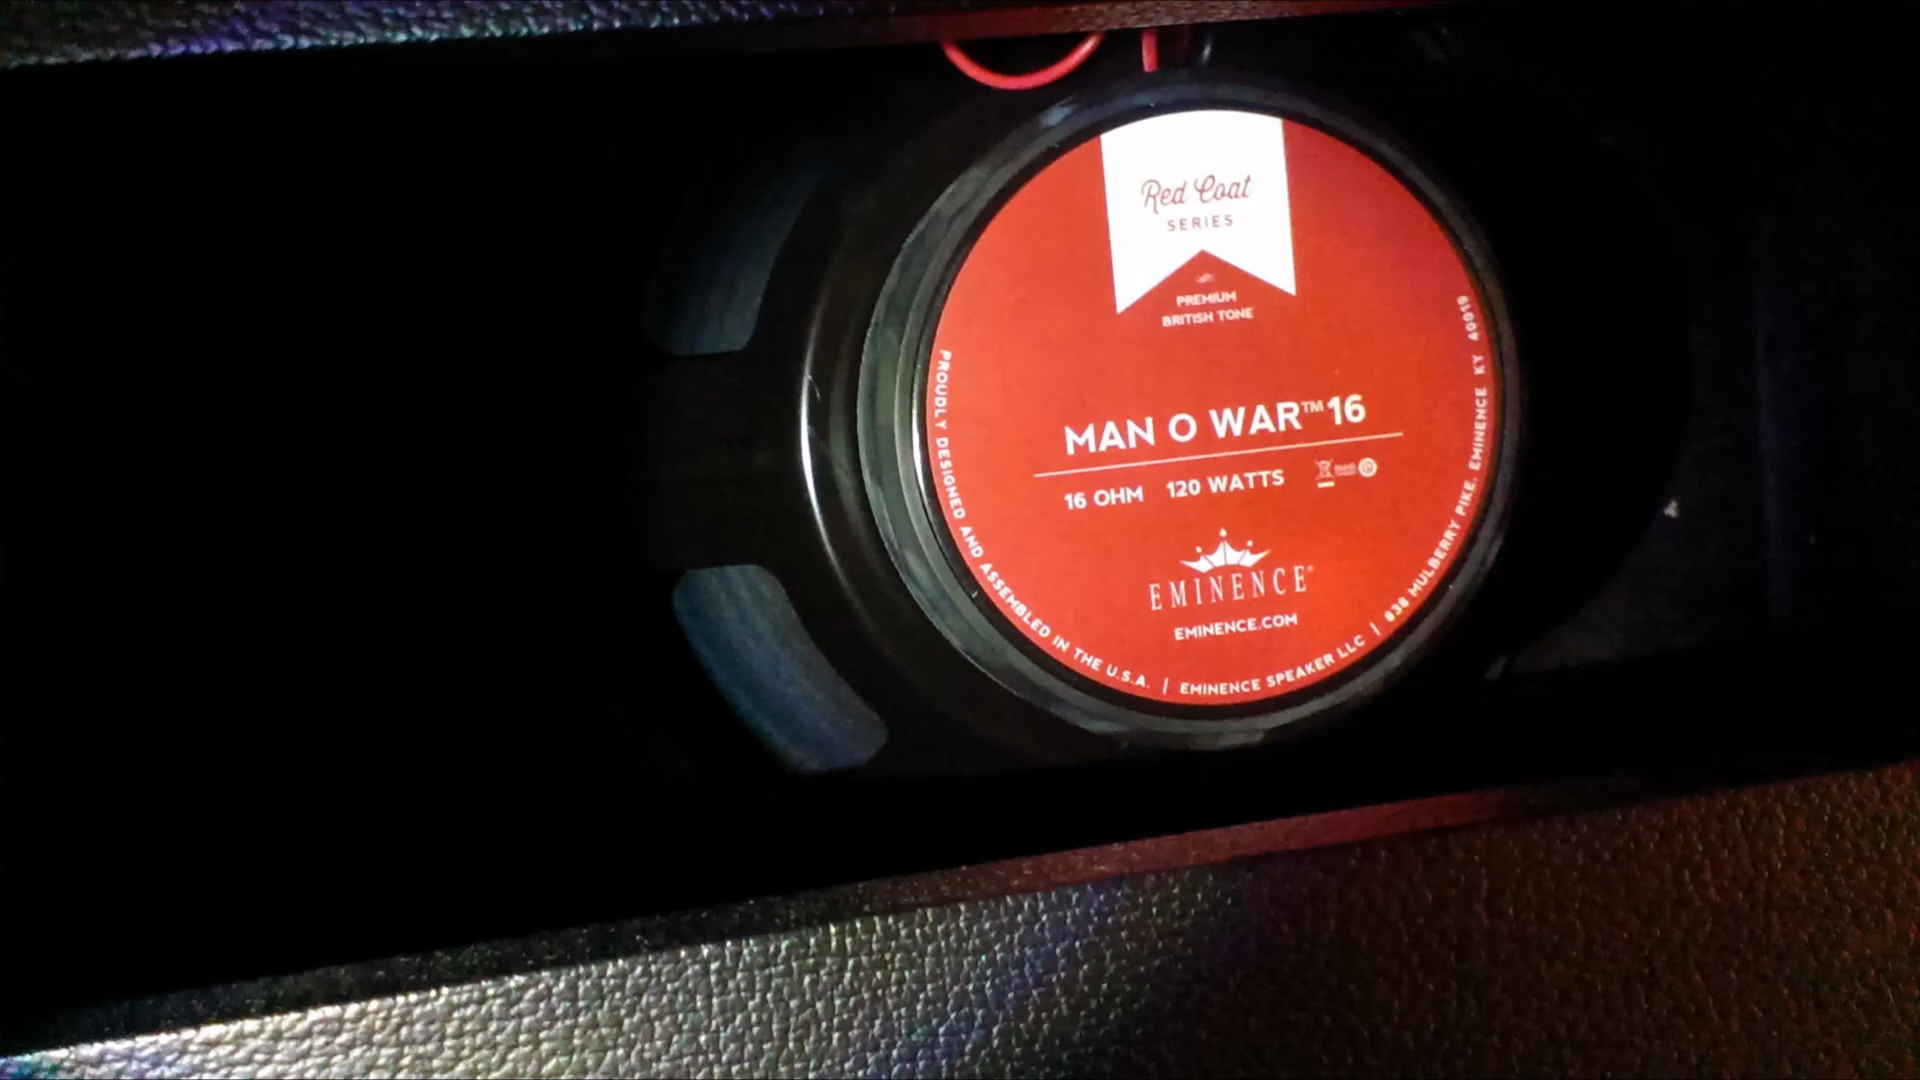 Red Coat
SERIES
PREMIUM
BRITISH TONE
MAN O WAR™ 16
16 OHM 120 WATTS
EMINENCE®
EMINENCE.COM
PROUDLY DESIGNED AND ASSEMBLED IN THE U.S.A. | EMINENCE SPEAKER LLC | 838 MULBERRY PIKE, EMINENCE KY 40019